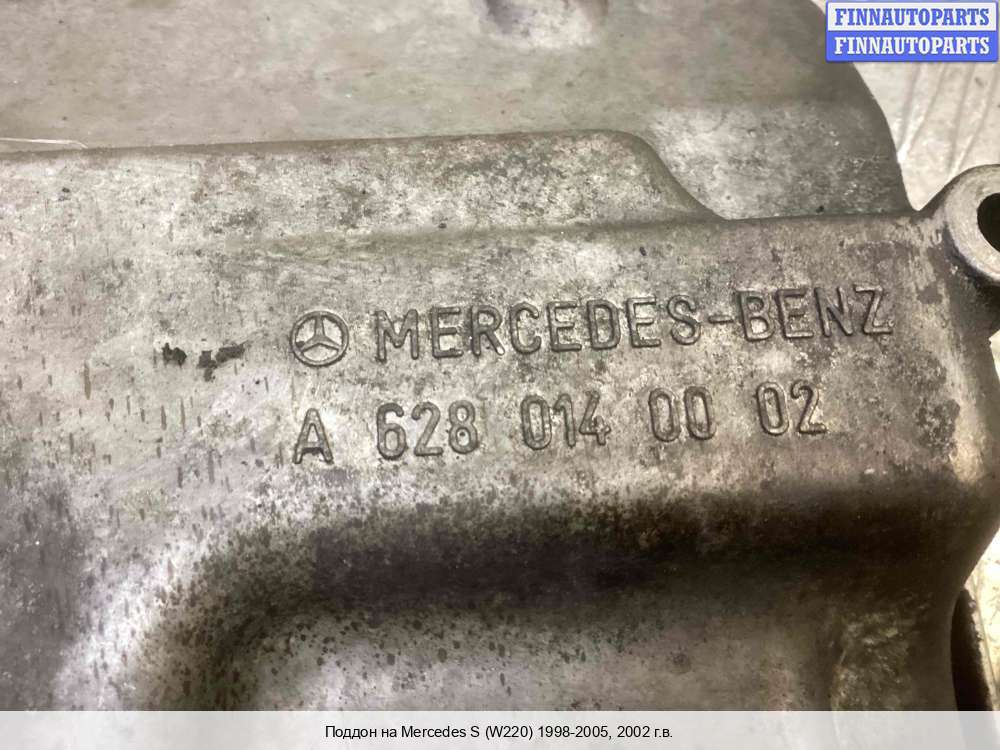 FINNAUTOPARTS
FINNAUTOPARTS
MERCEDES-BENZ
A 628 014 00 02
Поддон на Mercedes S (W220) 1998-2005, 2002 г.в.